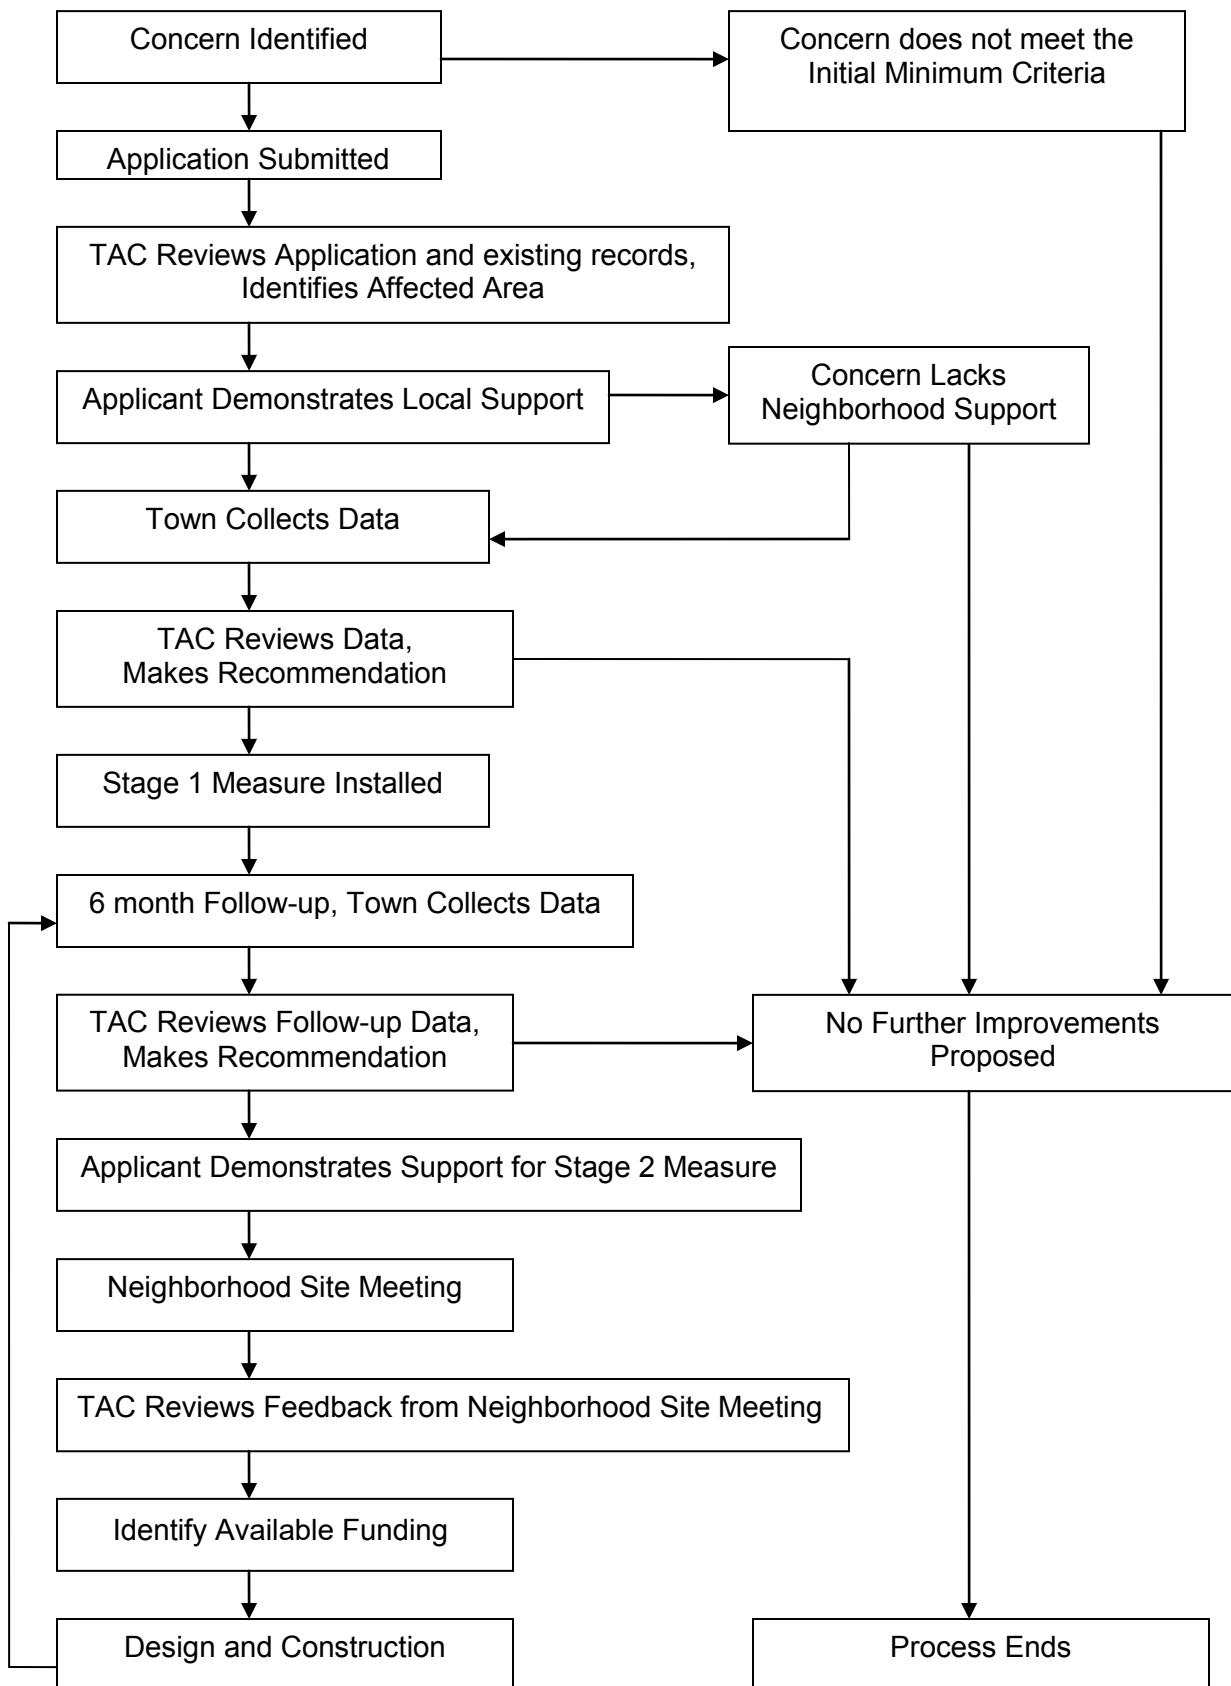 Concern Identified
Concern does not meet the
Initial Minimum Criteria
Application Submitted
TAC Reviews Application and existing records,
Identifies Affected Area
Applicant Demonstrates Local Support
Concern Lacks
Neighborhood Support
Town Collects Data
TAC Reviews Data,
Makes Recommendation
Stage 1 Measure Installed
6 month Follow-up, Town Collects Data
TAC Reviews Follow-up Data,
Makes Recommendation
No Further Improvements
Proposed
Applicant Demonstrates Support for Stage 2 Measure
Neighborhood Site Meeting
TAC Reviews Feedback from Neighborhood Site Meeting
Identify Available Funding
Design and Construction
Process Ends